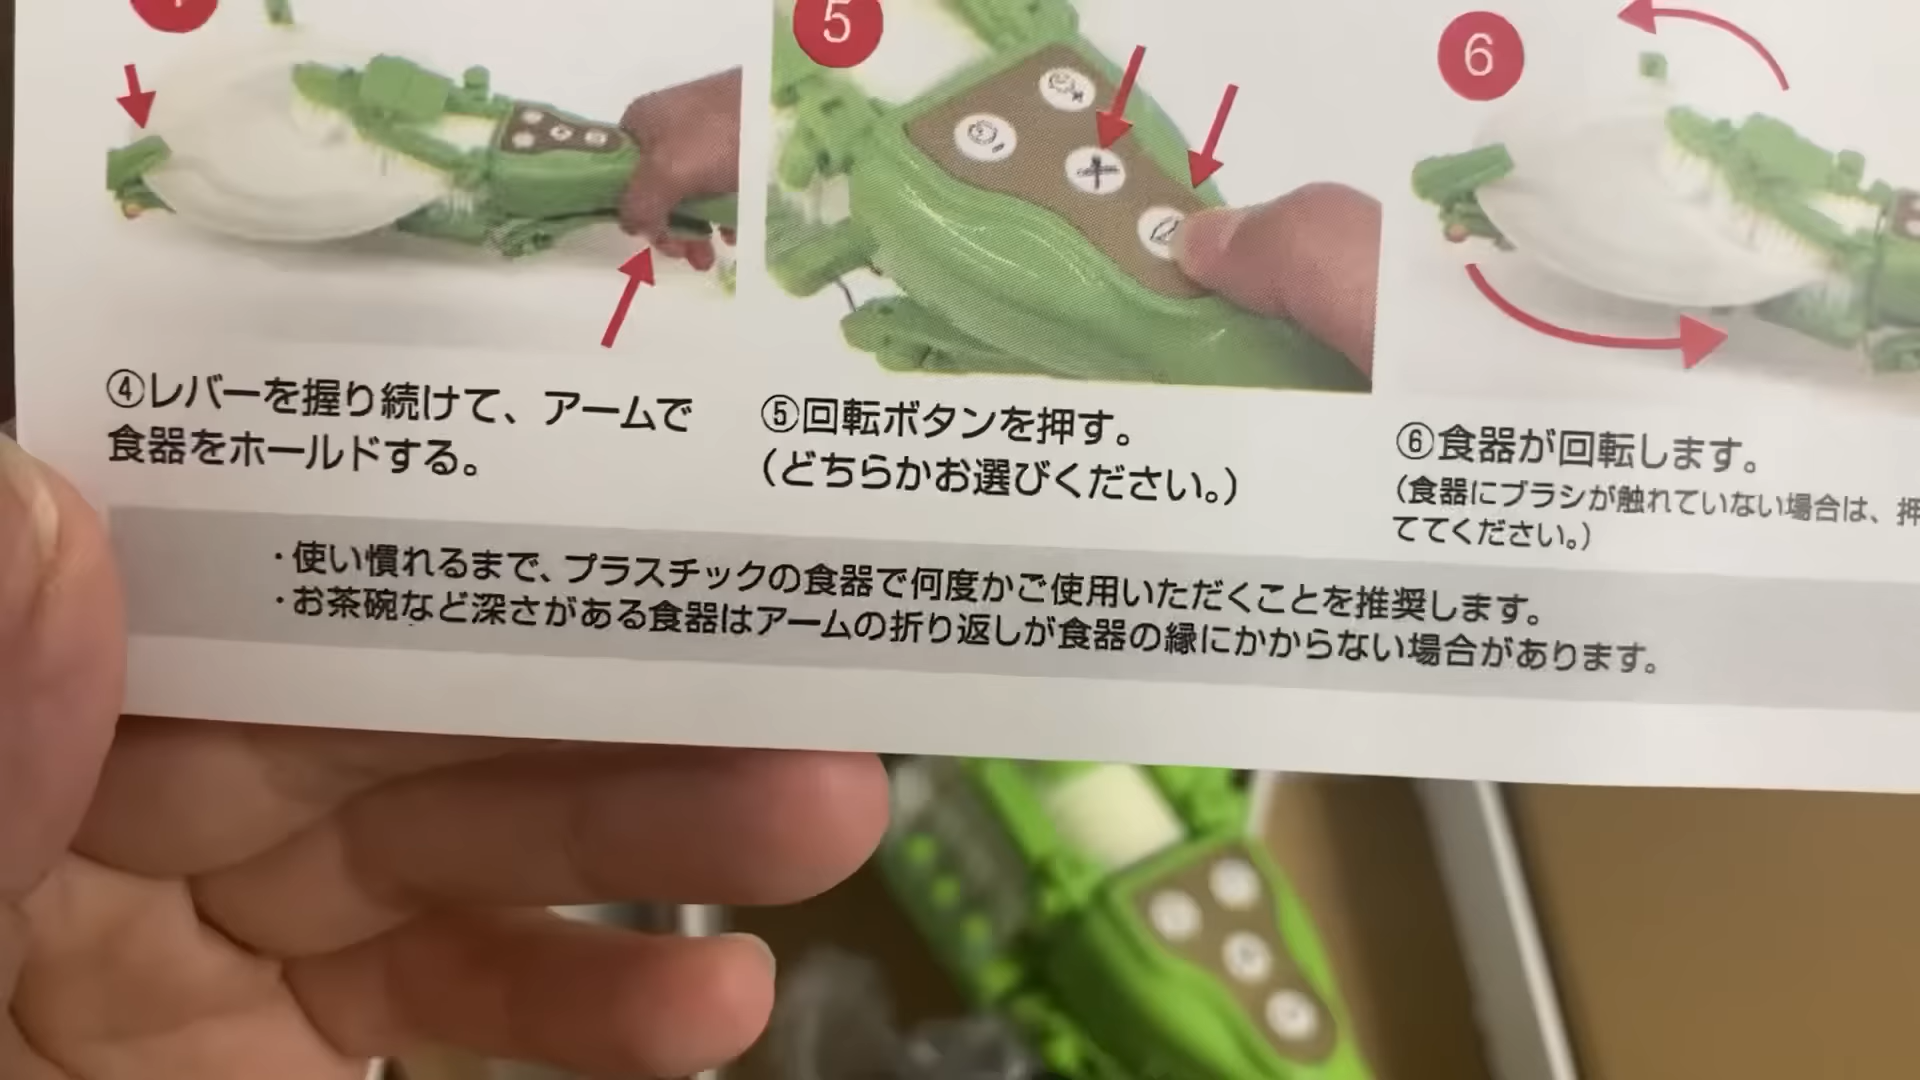 5
6
④レバーを握り続けて、アームで
食器をホールドする。
⑤回転ボタンを押す。
(どちらかお選びください。)
⑥食器が回転します。
(食器にブラシが触れていない場合は、押
ててください。)
・使い慣れるまで、プラスチックの食器で何度かご使用いただくことを推奨します。
・お茶碗など深さがある食器はアームの折り返しが食器の縁にかからない場合があります。